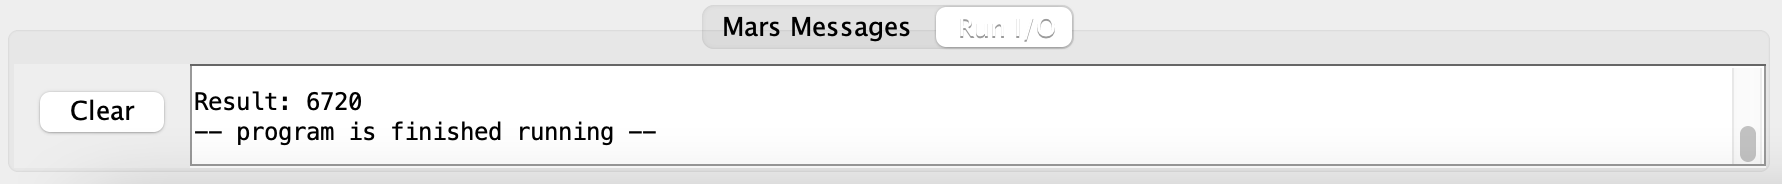 Mars Messages Run I/O
Clear
Result: 6720
-- program is finished running --